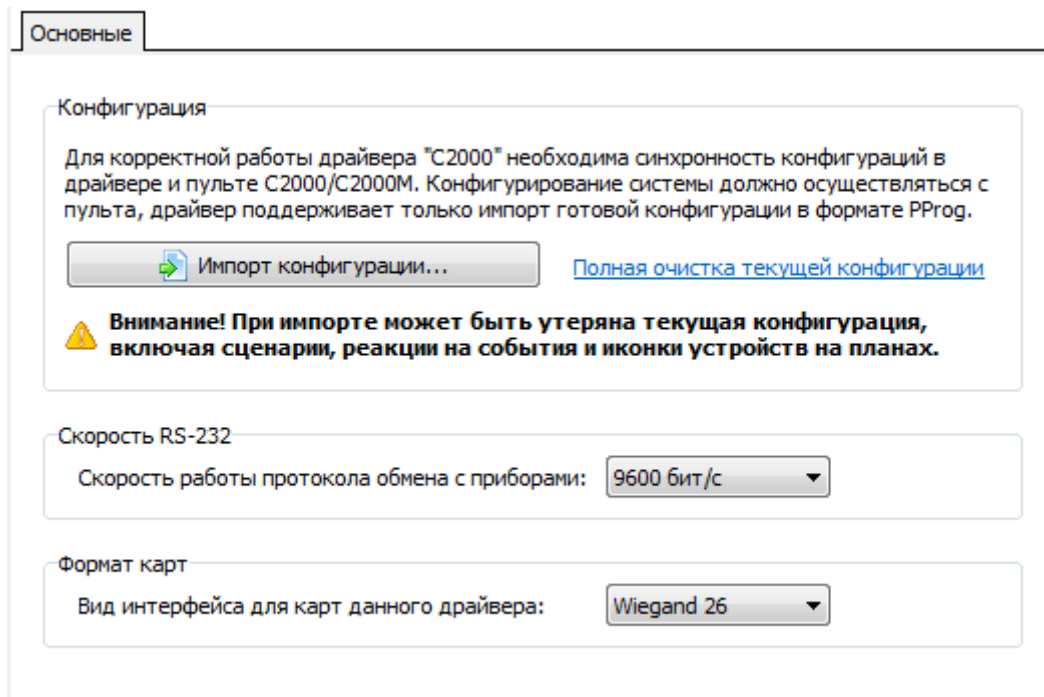 Основные
Конфигурация
Для корректной работы драйвера "С2000" необходима синхронность конфигураций в
драйвере и пульте С2000/С2000М. Конфигурирование системы должно осуществляться с
пульта, драйвер поддерживает только импорт готовой конфигурации в формате PProg.
Импорт конфигурации...
Полная очистка текущей конфигурации
Внимание! При импорте может быть утеряна текущая конфигурация,
включая сценарии, реакции на события и иконки устройств на планах.
Скорость RS-232
Скорость работы протокола обмена с приборами:
9600 бит/с
Формат карт
Вид интерфейса для карт данного драйвера:
Wiegand 26